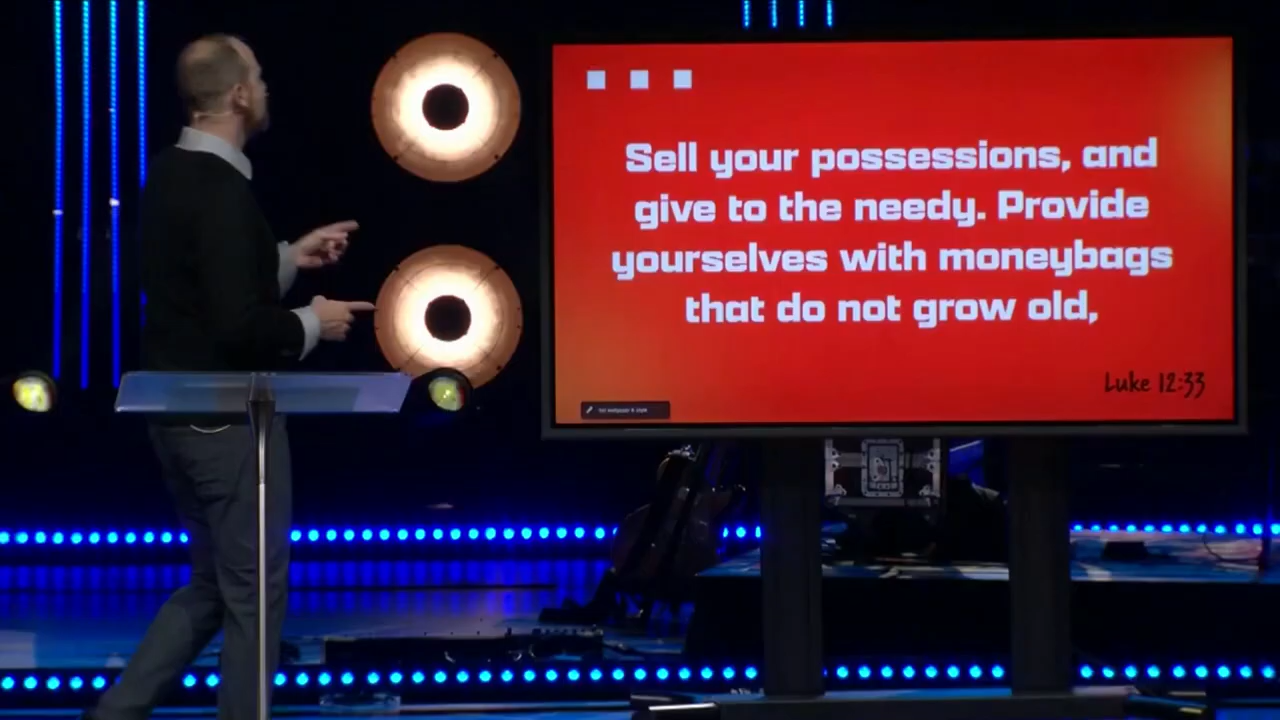 Sell your possessions, and
give to the needy. Provide
yourselves with moneybags
that do not grow old,
Luke 12:33